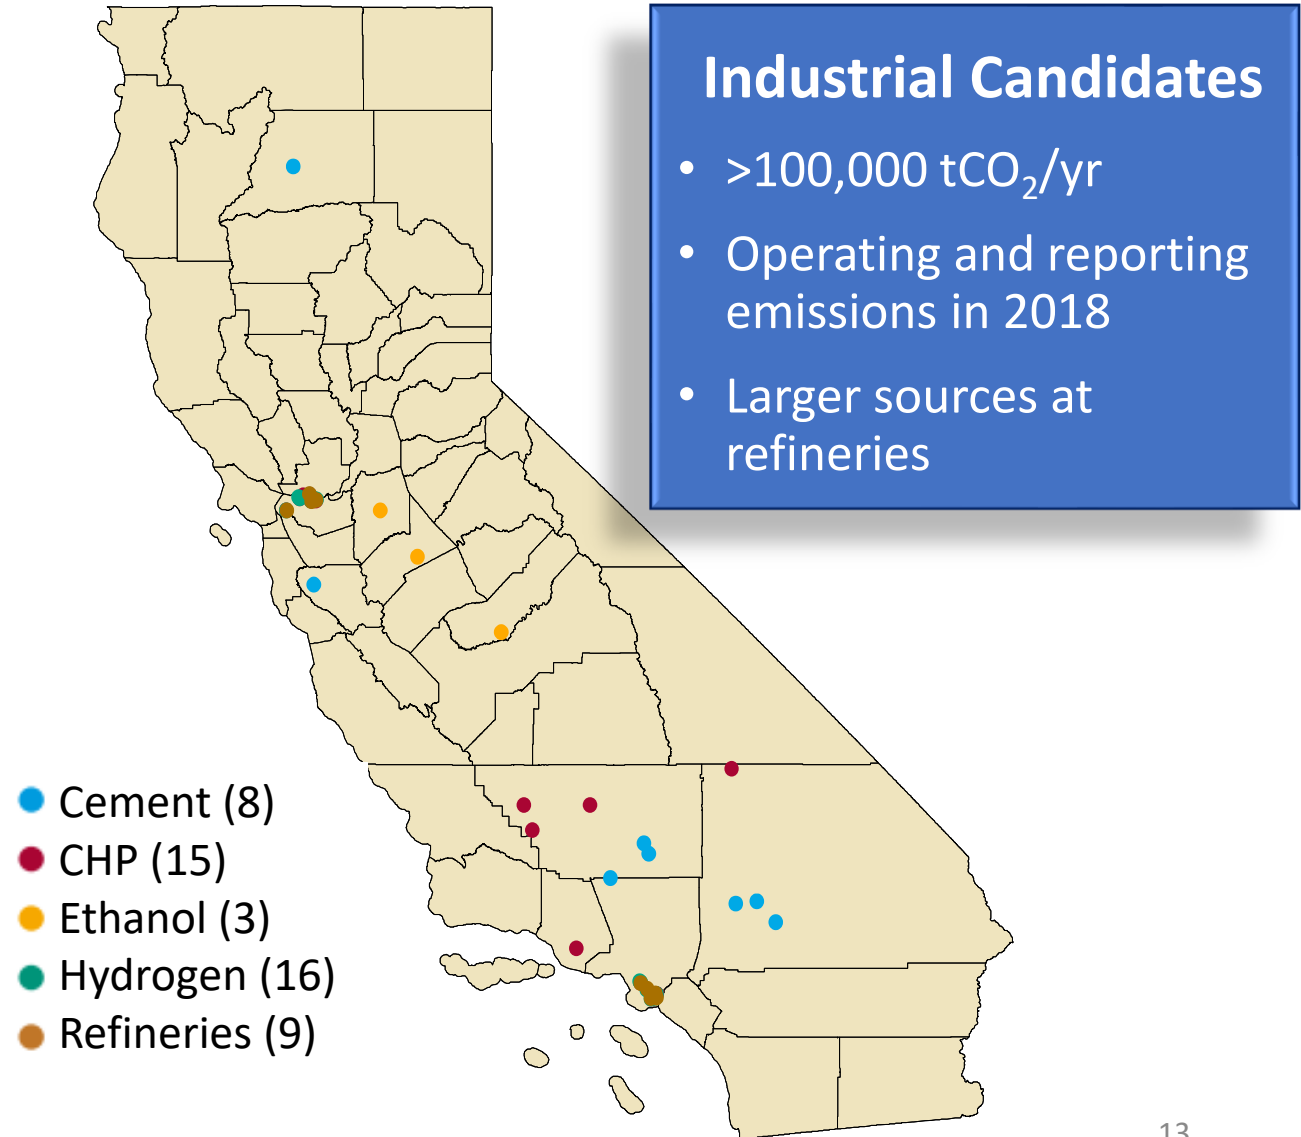 Industrial Candidates
• >100,000 tCO₂/yr
• Operating and reporting
emissions in 2018
• Larger sources at
refineries
Cement (8)
CHP (15)
Ethanol (3)
Hydrogen (16)
Refineries (9)
13